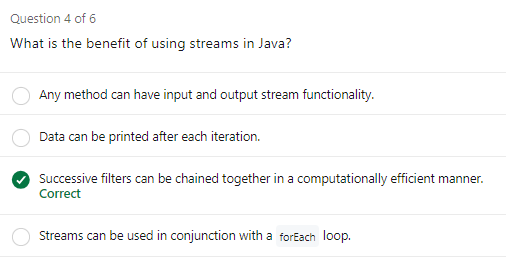 Question 4 of 6
What is the benefit of using streams in Java?
Any method can have input and output stream functionality.
Data can be printed after each iteration.
Successive filters can be chained together in a computationally efficient manner.
Correct
Streams can be used in conjunction with a forEach loop.